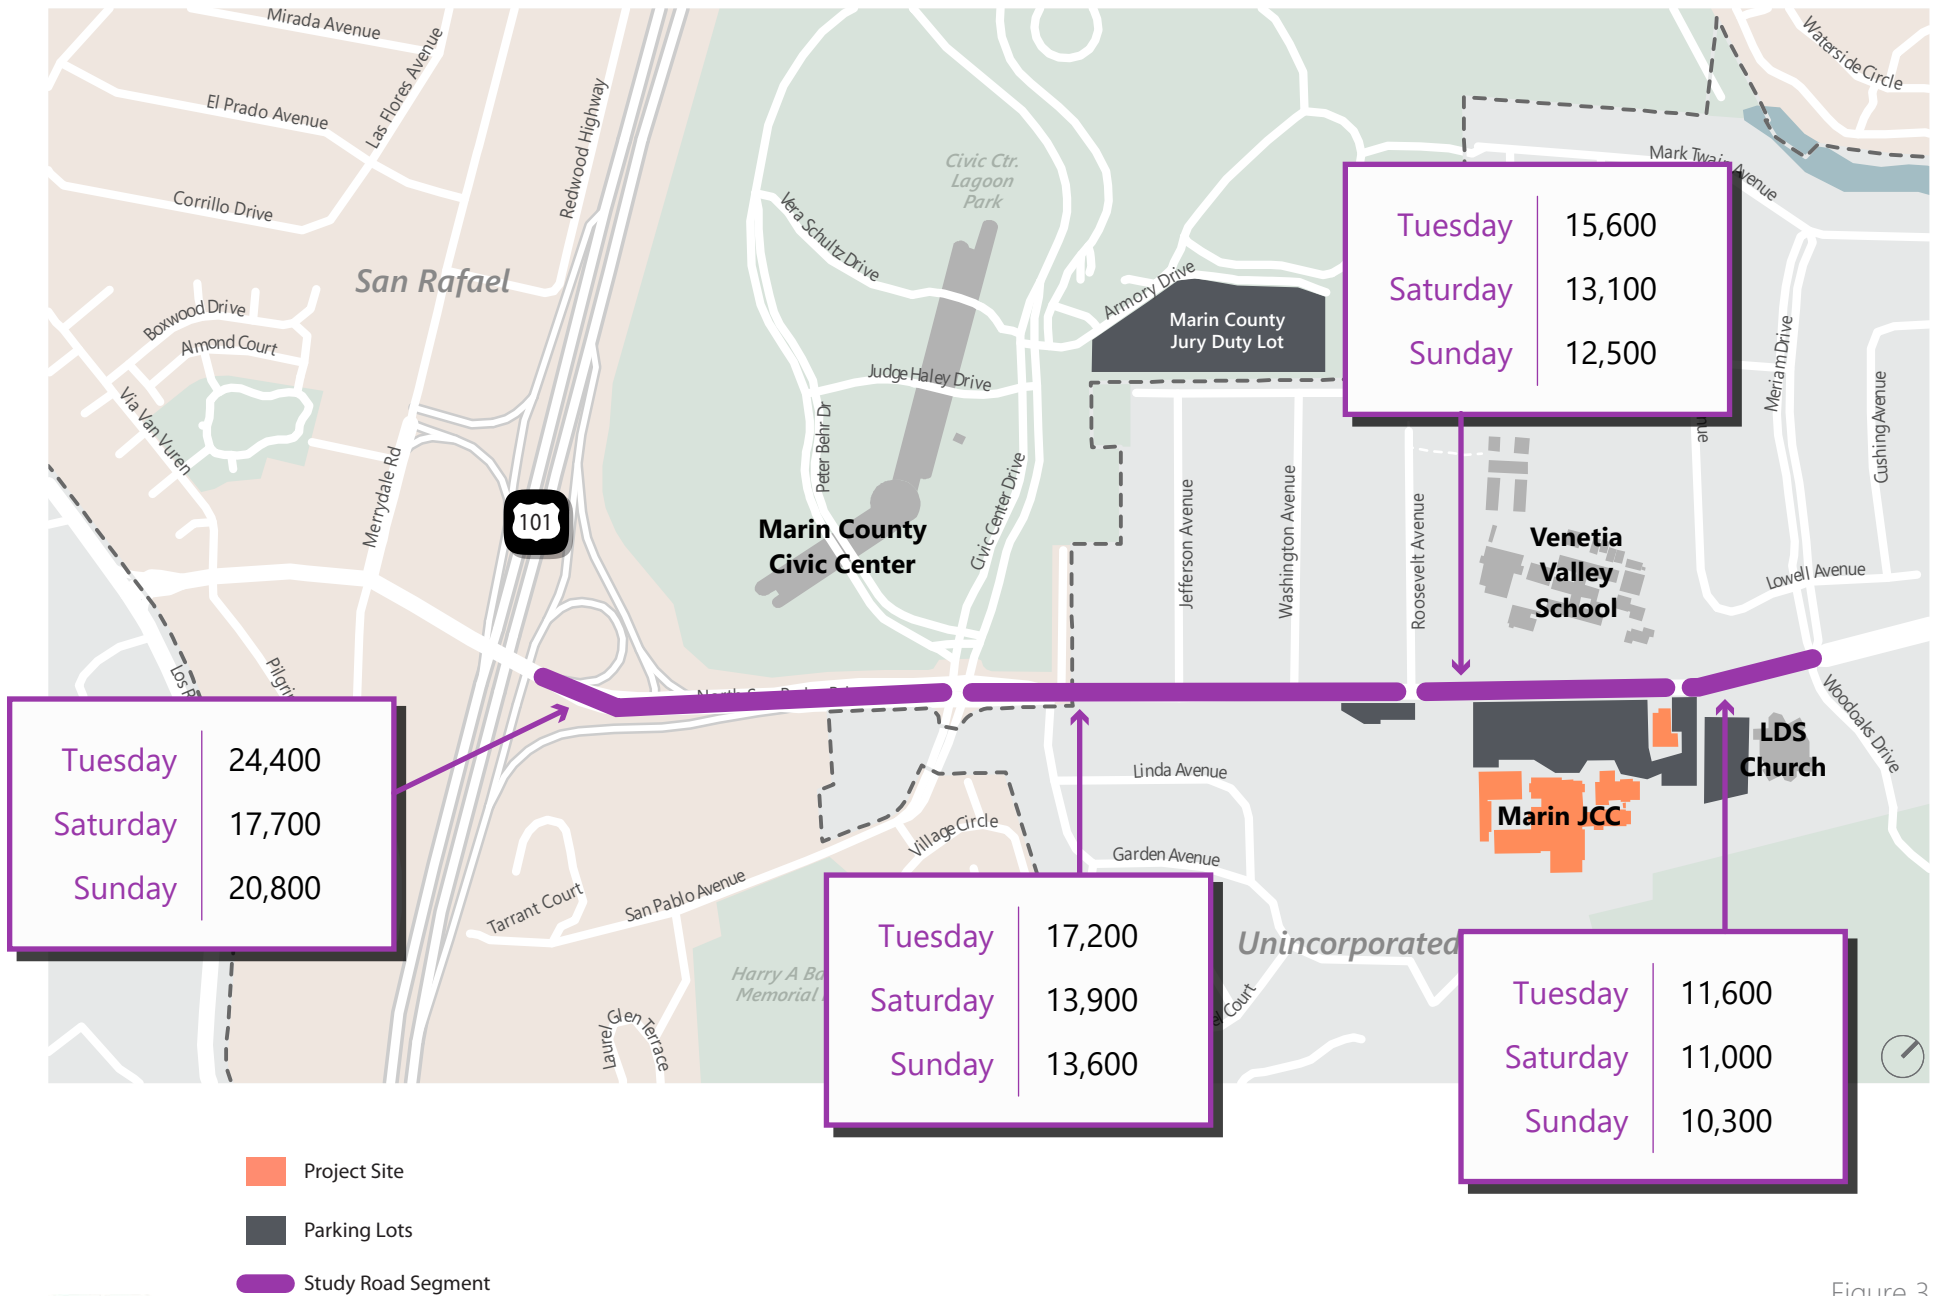 Mirada Avenue
Las Flores Avenue
El Prado Avenue
Corrillo Drive
Redwood Highway
San Rafael
Boxwood Drive
Almond Court
Via Van Vuren
Merrydale Rd
101
Civic Ctr.
Lagoon
Park
Vera Schultz Drive
Judge Haley Drive
Peter Behr Dr
Civic Center Drive
Marin County
Civic Center
Armory Drive
Marin County
Jury Duty Lot
Waterside Circle
Mark Twain Avenue
Tuesday 15,600
Saturday 13,100
Sunday 12,500
Meriam Drive
Cushing Avenue
Jefferson Avenue
Washington Avenue
Roosevelt Avenue
Venetia
Valley
School
Lowell Avenue
Woodoaks Drive
LDS
Church
Marin JCC
Los
Tuesday 24,400
Saturday 17,700
Sunday 20,800
Linda Avenue
Garden Avenue
Village Circle
San Pablo Avenue
Tarrant Court
Laurel Glen Terrace
Harry A
Memorial
Tuesday 17,200
Saturday 13,900
Sunday 13,600
Unincorporated
Court
Tuesday 11,600
Saturday 11,000
Sunday 10,300
Project Site
Parking Lots
Study Road Segment
Figure 3